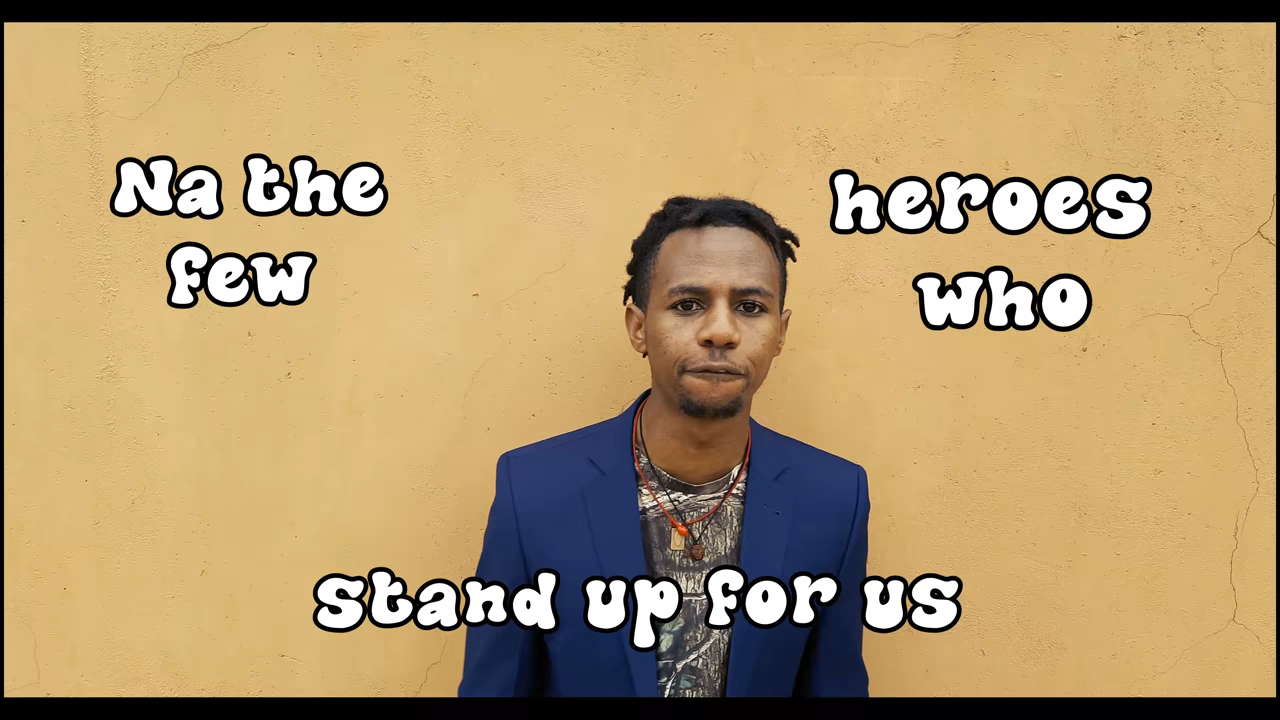 Na the
few
heroes
who
Stand up for us